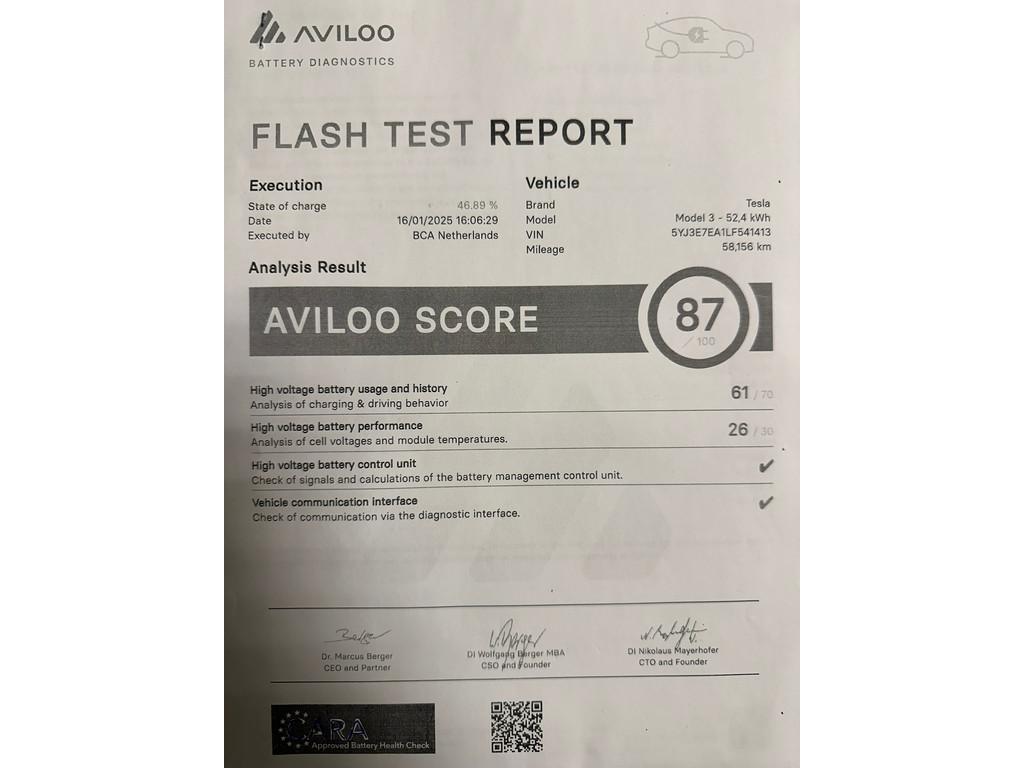 AVILOO
BATTERY DIAGNOSTICS
FLASH TEST REPORT
Execution
State of charge 46.89 %
Date 16/01/2025 16:06:29
Executed by BCA Netherlands
Vehicle
Brand Tesla
Model Model 3 - 52,4 kWh
VIN 5YJ3E7EA1LF541413
Mileage 58,156 km
Analysis Result
AVILOO SCORE 87 / 100
High voltage battery usage and history 61 / 70
Analysis of charging & driving behavior
High voltage battery performance 26 / 30
Analysis of cell voltages and module temperatures.
High voltage battery control unit ✔
Check of signals and calculations of the battery management control unit.
Vehicle communication interface ✔
Check of communication via the diagnostic interface.
Dr. Marcus Berger
CEO and Partner
DI Wolfgang Berger MBA
CSO and Founder
DI Nikolaus Mayerhofer
CTO and Founder
CARA
Approved Battery Health Check